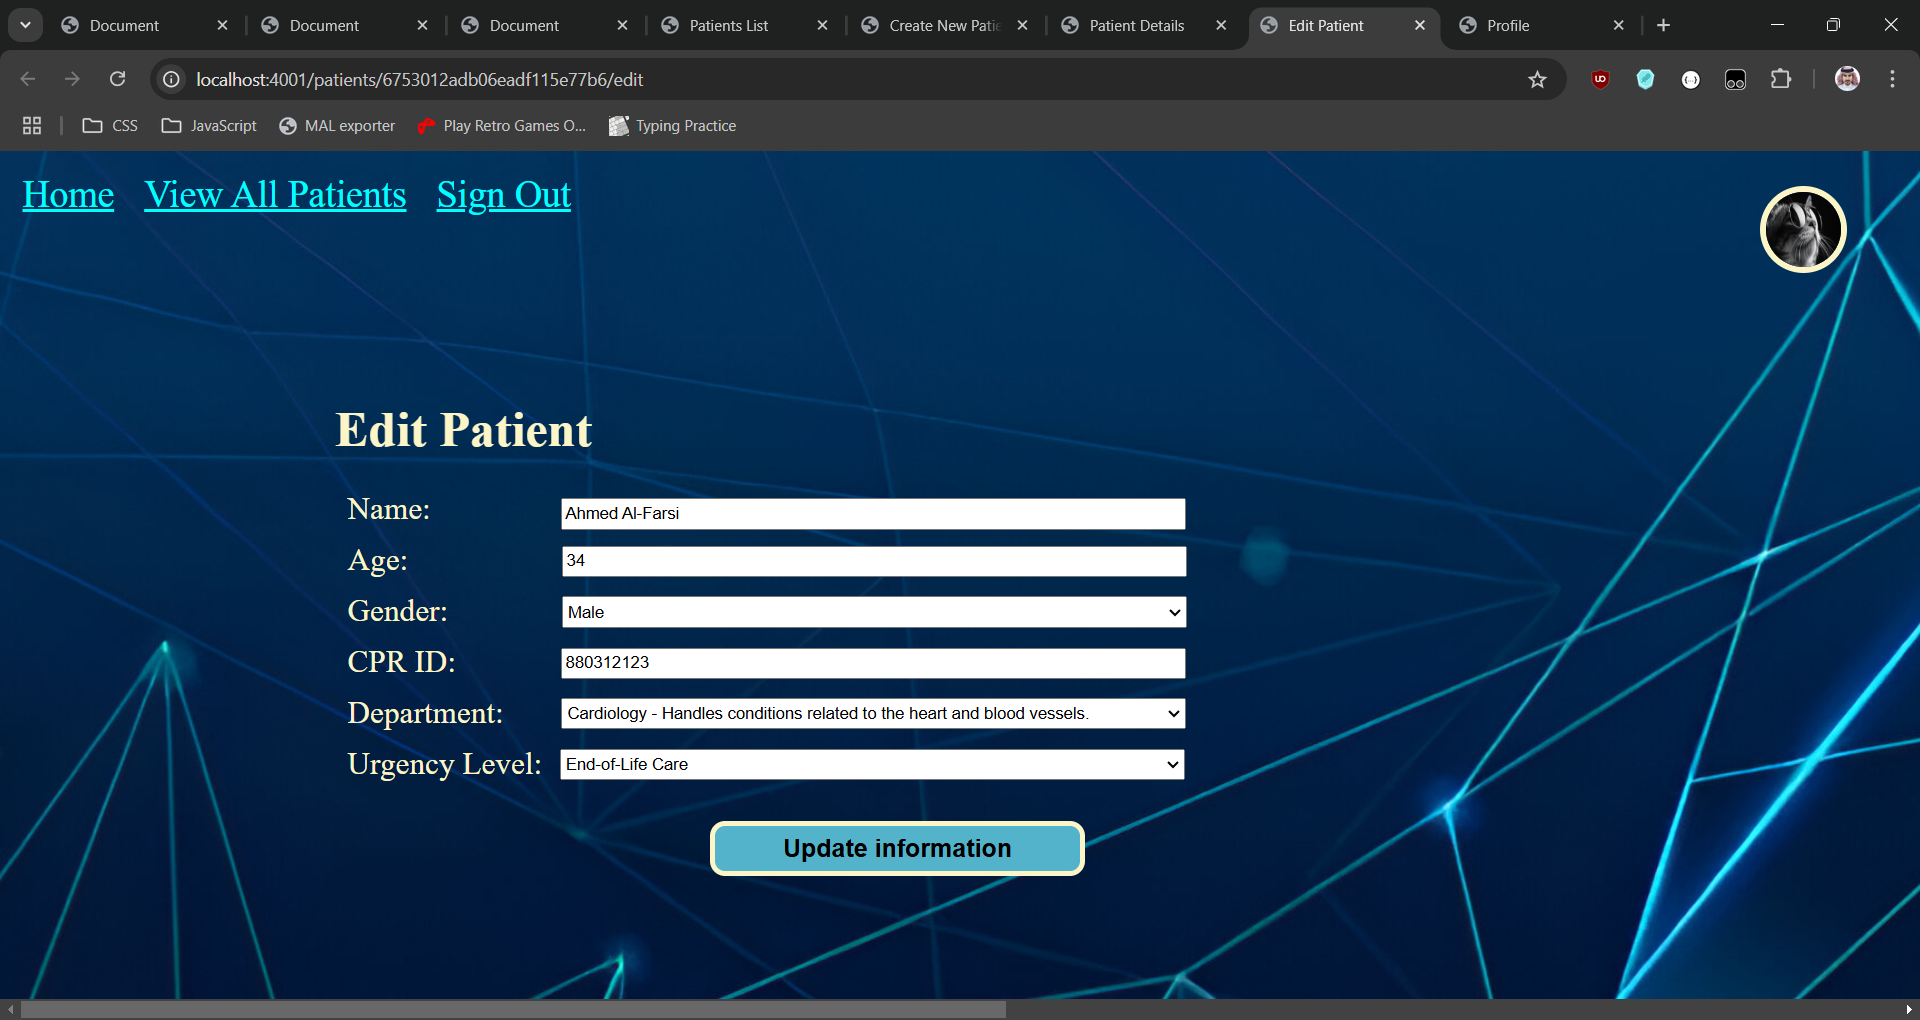 Document
Document
Document
Patients List
Create New Patie
Patient Details
Edit Patient
Profile
localhost:4001/patients/6753012adb06eadf115e77b6/edit
CSS
JavaScript
MAL exporter
Play Retro Games O...
Typing Practice
Home
View All Patients
Sign Out
Edit Patient
Name: Ahmed Al-Farsi
Age: 34
Gender: Male
CPR ID: 880312123
Department: Cardiology - Handles conditions related to the heart and blood vessels.
Urgency Level: End-of-Life Care
Update information